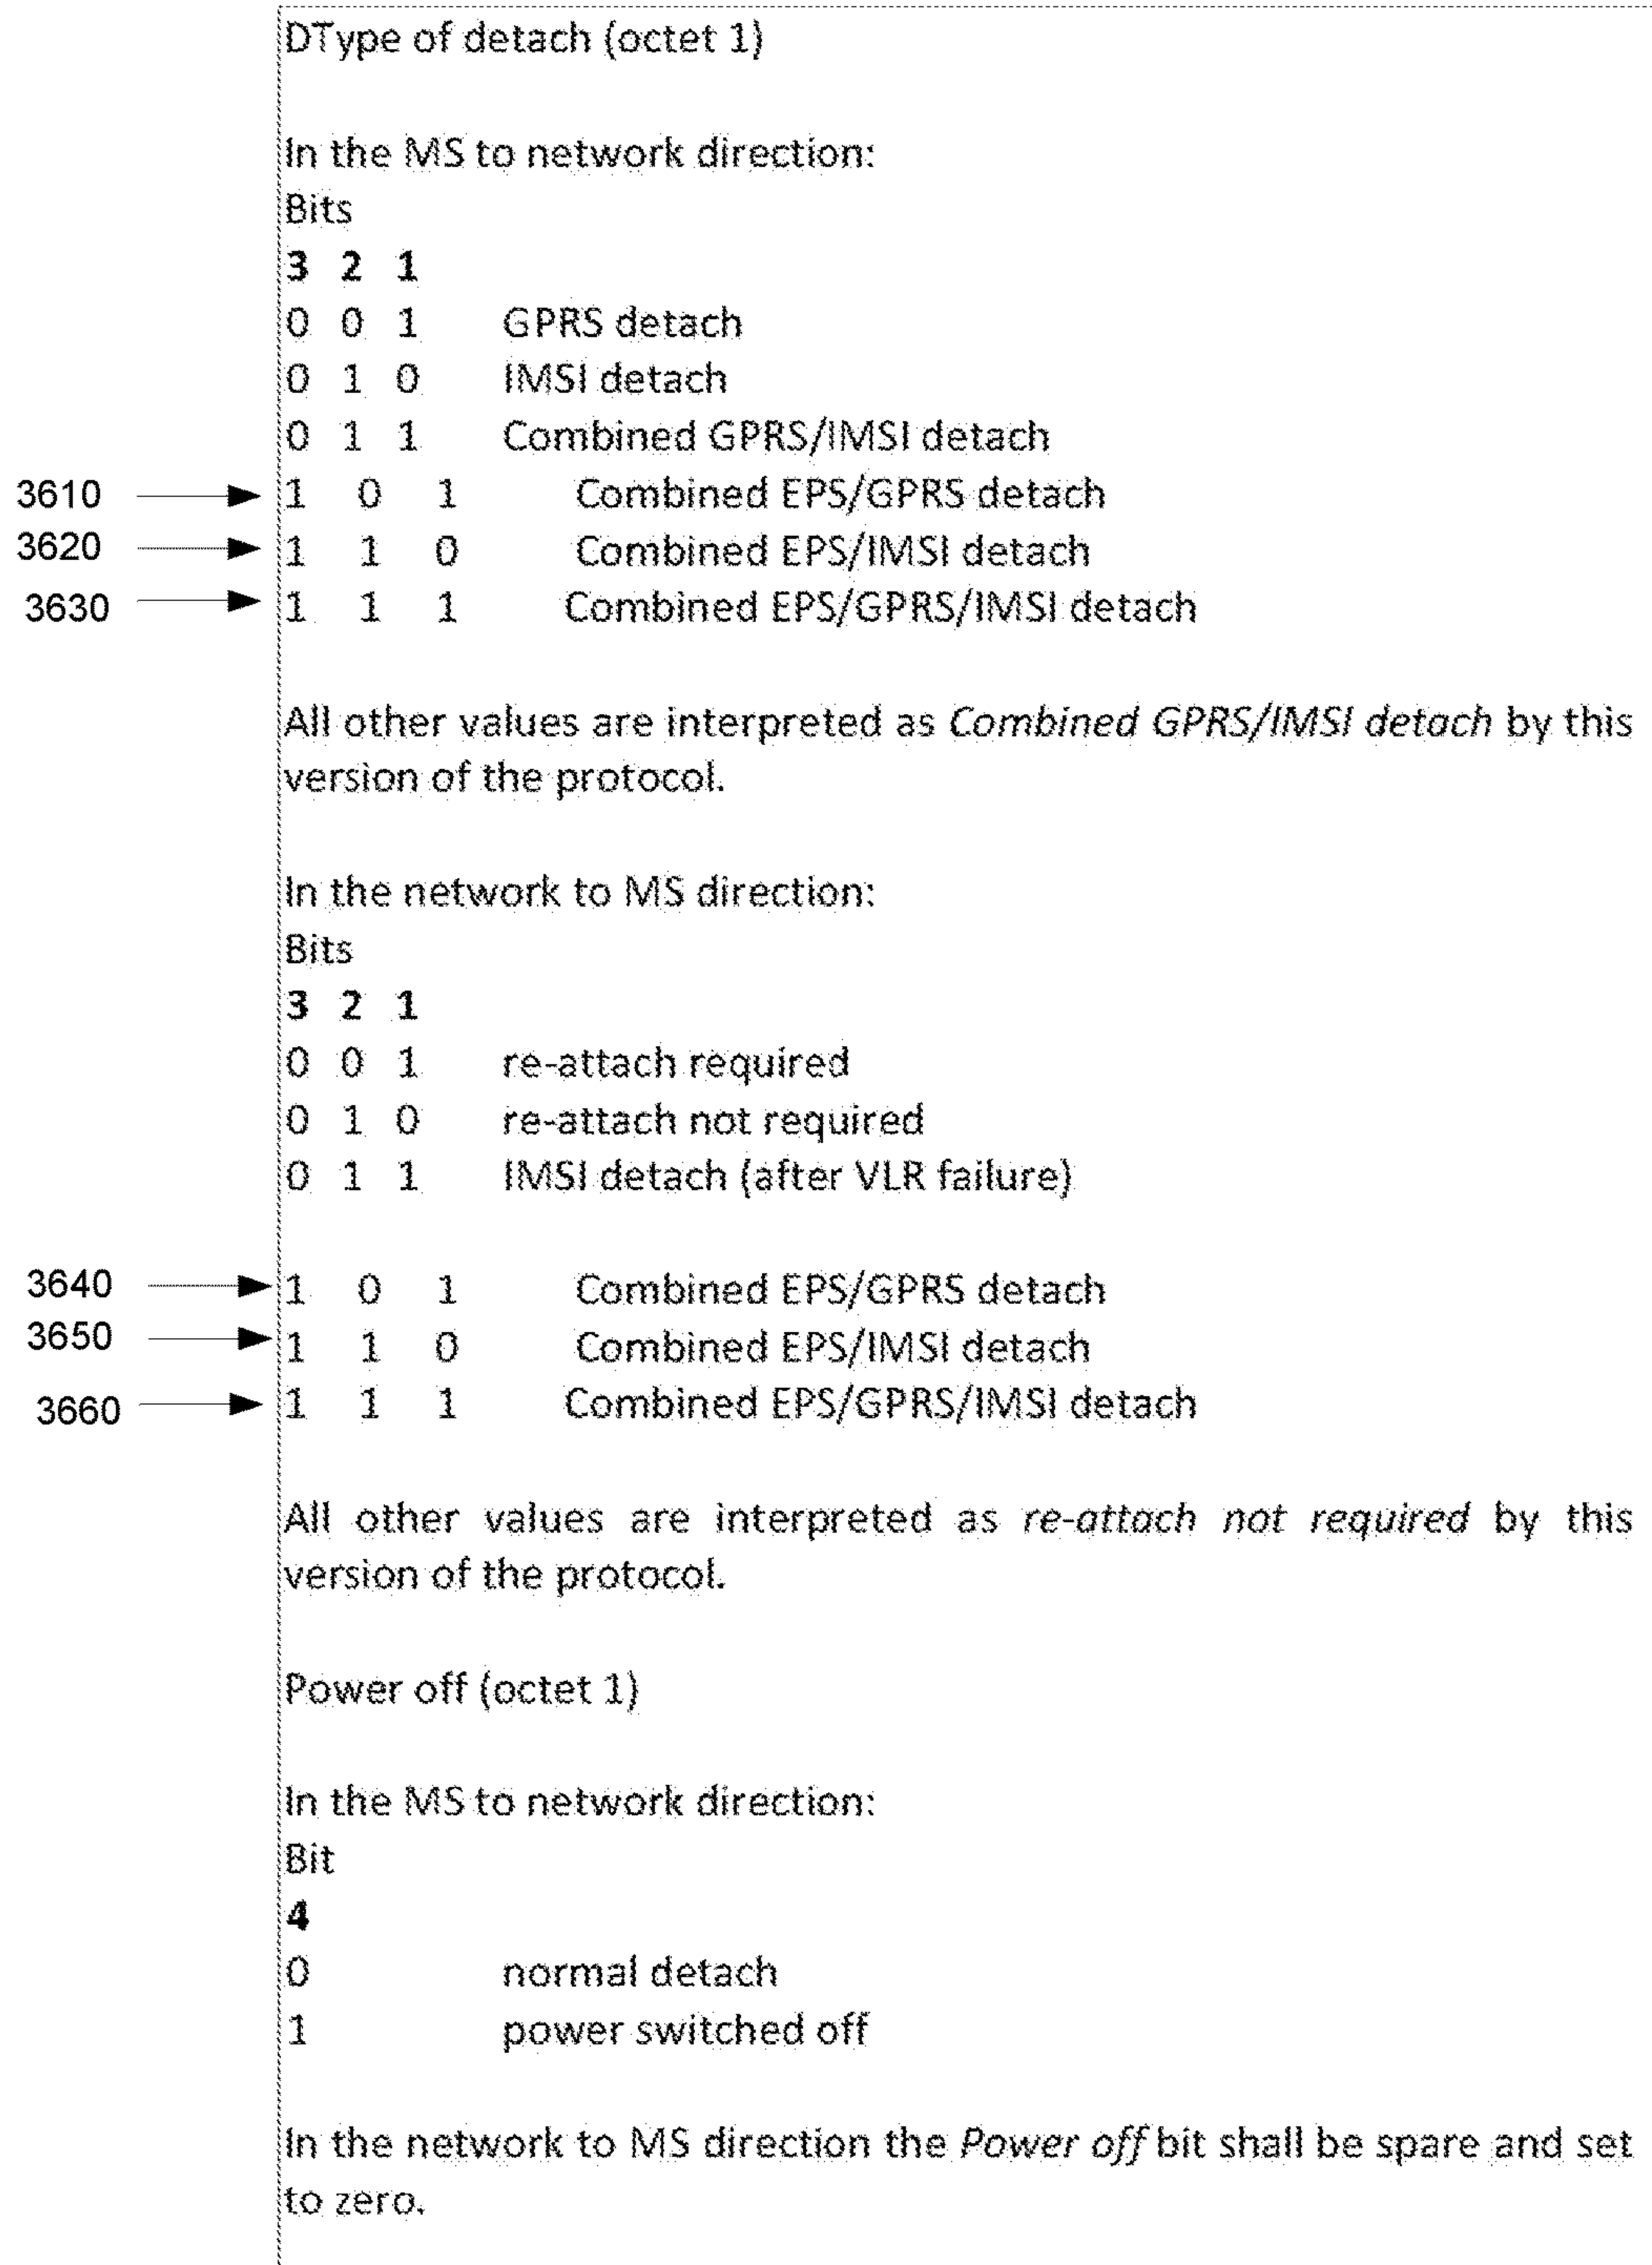 DType of detach (octet 1)
In the MS to network direction:
Bits
3 2 1
0 0 1 GPRS detach
0 1 0 IMSI detach
0 1 1 Combined GPRS/IMSI detach
3610 1 0 1 Combined EPS/GPRS detach
3620 1 1 0 Combined EPS/IMSI detach
3630 1 1 1 Combined EPS/GPRS/IMSI detach
All other values are interpreted as Combined GPRS/IMSI detach by this
version of the protocol.
In the network to MS direction:
Bits
3 2 1
0 0 1 re-attach required
0 1 0 re-attach not required
0 1 1 IMSI detach (after VLR failure)
3640 1 0 1 Combined EPS/GPRS detach
3650 1 1 0 Combined EPS/IMSI detach
3660 1 1 1 Combined EPS/GPRS/IMSI detach
All other values are interpreted as re-attach not required by this
version of the protocol.
Power off (octet 1)
In the MS to network direction:
Bit
4
0 normal detach
1 power switched off
In the network to MS direction the Power off bit shall be spare and set
to zero.